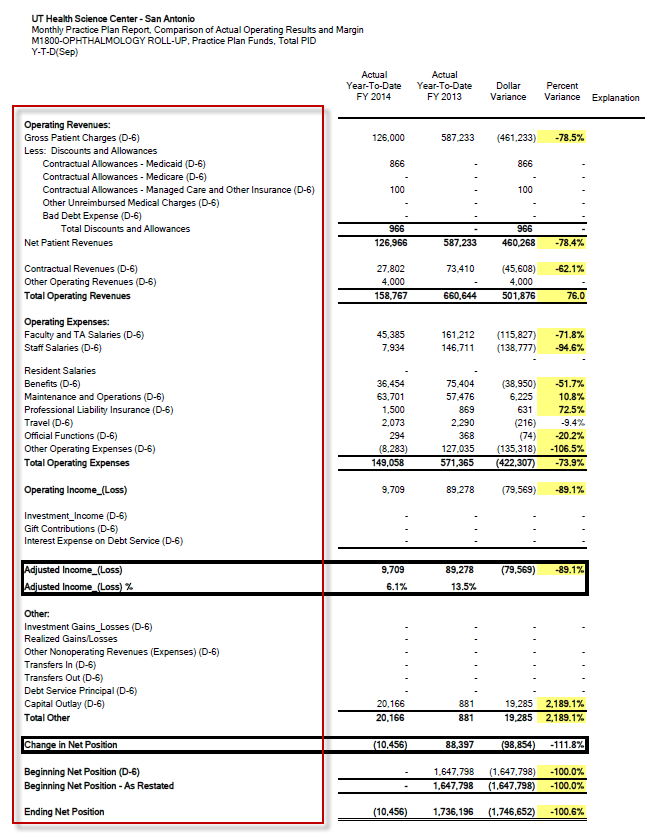 UT Health Science Center - San Antonio
Monthly Practice Plan Report, Comparison of Actual Operating Results and Margin
M1800-OPHTHALMOLOGY ROLL-UP, Practice Plan Funds, Total PID
Y-T-D(Sep)
Actual Actual
Year-To-Date Year-To-Date Dollar Percent
FY 2014 FY 2013 Variance Variance Explanation
Operating Revenues:
Gross Patient Charges (D-6) 126,000 587,233 (461,233) -78.5%
Less: Discounts and Allowances
Contractual Allowances - Medicaid (D-6) 866 - 866 -
Contractual Allowances - Medicare (D-6) - - - -
Contractual Allowances - Managed Care and Other Insurance (D-6) 100 - 100 -
Other Unreimbursed Medical Charges (D-6) - - - -
Bad Debt Expense (D-6) - - - -
Total Discounts and Allowances 966 - 966 -
Net Patient Revenues 126,966 587,233 460,268 -78.4%
Contractual Revenues (D-6) 27,802 73,410 (45,608) -62.1%
Other Operating Revenues (D-6) 4,000 - 4,000 -
Total Operating Revenues 158,767 660,644 501,876 76.0
Operating Expenses:
Faculty and TA Salaries (D-6) 45,385 161,212 (115,827) -71.8%
Staff Salaries (D-6) 7,934 146,711 (138,777) -94.6%
- -
Resident Salaries - -
Benefits (D-6) 36,454 75,404 (38,950) -51.7%
Maintenance and Operations (D-6) 63,701 57,476 6,225 10.8%
Professional Liability Insurance (D-6) 1,500 869 631 72.5%
Travel (D-6) 2,073 2,290 (216) -9.4%
Official Functions (D-6) 294 368 (74) -20.2%
Other Operating Expenses (D-6) (8,283) 127,035 (135,318) -106.5%
Total Operating Expenses 149,058 571,365 (422,307) -73.9%
Operating Income_(Loss) 9,709 89,278 (79,569) -89.1%
Investment_Income (D-6) - - - -
Gift Contributions (D-6) - - - -
Interest Expense on Debt Service (D-6) - - - -
Adjusted Income_(Loss) 9,709 89,278 (79,569) -89.1%
Adjusted Income_(Loss) % 6.1% 13.5%
Other:
Investment Gains_Losses (D-6) - - - -
Realized Gains/Losses - - -
Other Nonoperating Revenues (Expenses) (D-6) - - - -
Transfers In (D-6) - - - -
Transfers Out (D-6) - - - -
Debt Service Principal (D-6) - - - -
Capital Outlay (D-6) 20,166 881 19,285 2,189.1%
Total Other 20,166 881 19,285 2,189.1%
Change in Net Position (10,456) 88,397 (98,854) -111.8%
Beginning Net Position (D-6) - 1,647,798 (1,647,798) -100.0%
Beginning Net Position - As Restated - 1,647,798 (1,647,798) -100.0%
Ending Net Position (10,456) 1,736,196 (1,746,652) -100.6%